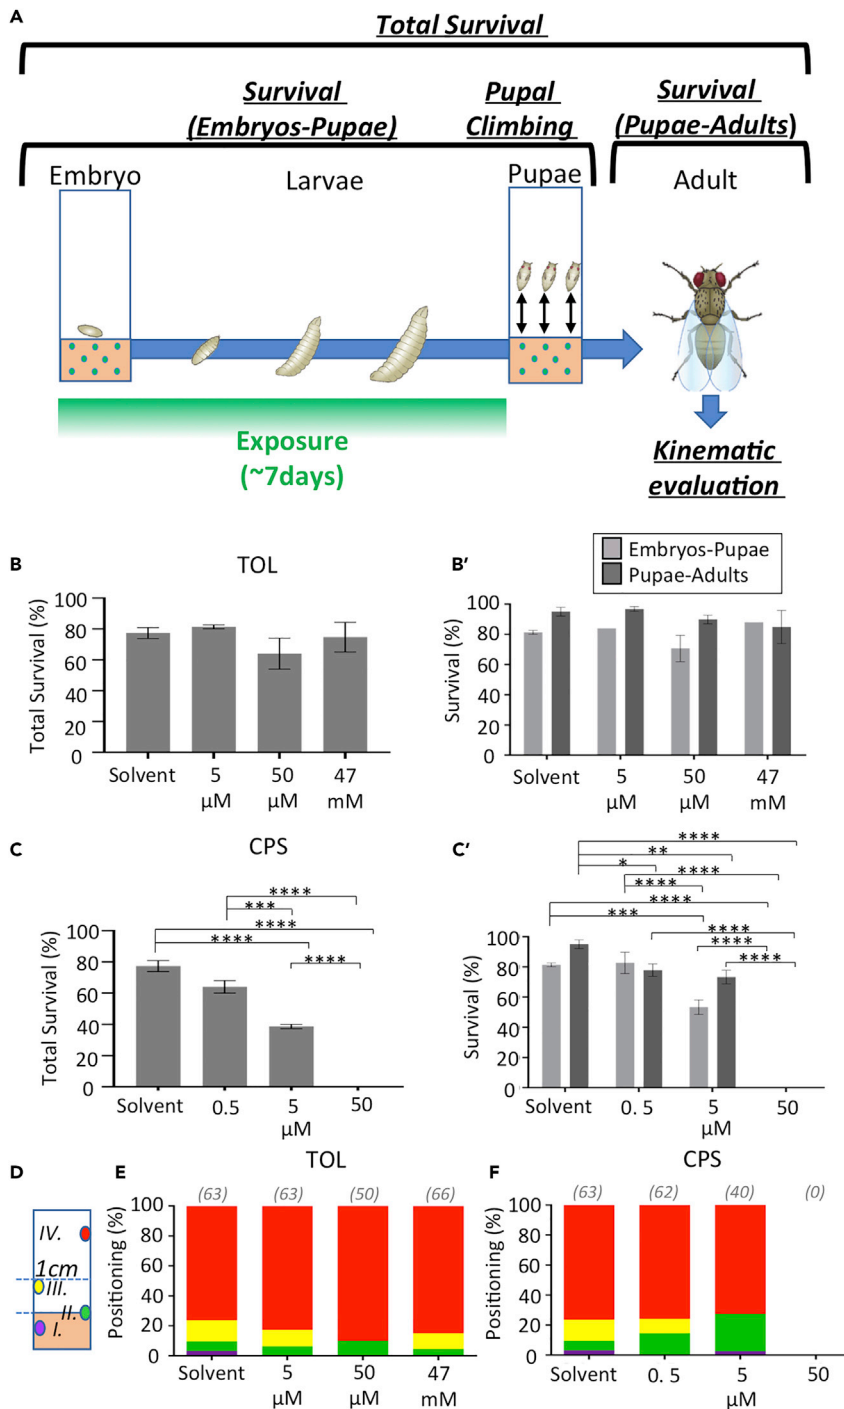 A
Total Survival
Survival
(Embryos-Pupae)
Pupal
Climbing
Survival
(Pupae-Adults)
Embryo
Larvae
Pupae
Adult
Exposure
(~7days)
Kinematic
evaluation
B
TOL
Total Survival (%)
100
80
60
40
20
0
Solvent
5
50
47
µM
µM
mM
B′
Embryos-Pupae
Pupae-Adults
Survival (%)
100
80
60
40
20
0
Solvent
5
50
47
µM
µM
mM
C
CPS
****
***
****
****
****
Total Survival (%)
100
80
60
40
20
0
Solvent
0.5
5
50
µM
C′
****
**
*
****
****
****
***
****
****
****
Survival (%)
100
80
60
40
20
0
Solvent
0. 5
5
50
µM
D
IV.
1cm
III.
II.
I.
E
TOL
(63)
(63)
(50)
(66)
Positioning (%)
100
80
60
40
20
0
Solvent
5
50
47
µM
µM
mM
F
CPS
(63)
(62)
(40)
(0)
Positioning (%)
100
80
60
40
20
0
Solvent
0. 5
5
50
µM